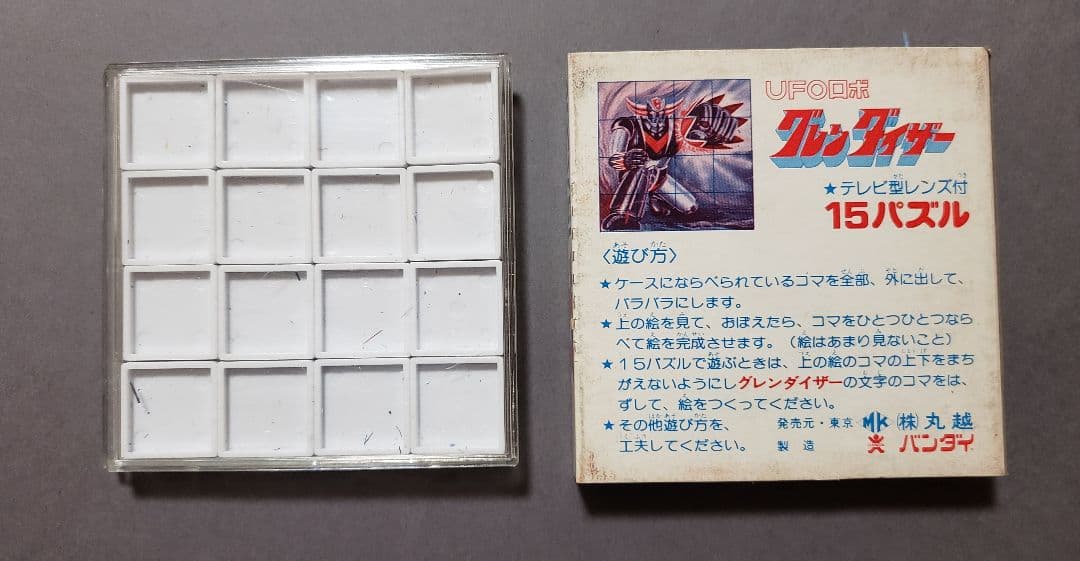 UFOロボ
グレンダイザー
★テレビ型レンズ付
15パズル
〈遊び方〉
★ケースにならべられているコマを全部、外に出して、
バラバラにします。
★上の絵を見て、おぼえたら、コマをひとつひとつなら
べて絵を完成させます。(絵はあまり見ないこと)
★15パズルで遊ぶときは、上の絵のコマの上下をまち
がえないようにしグレンダイザーの文字のコマをは、
ずして、絵をつくってください。
★その他遊び方を、
工夫してください。
発売元・東京 MK (株)丸越
製造 バンダイ